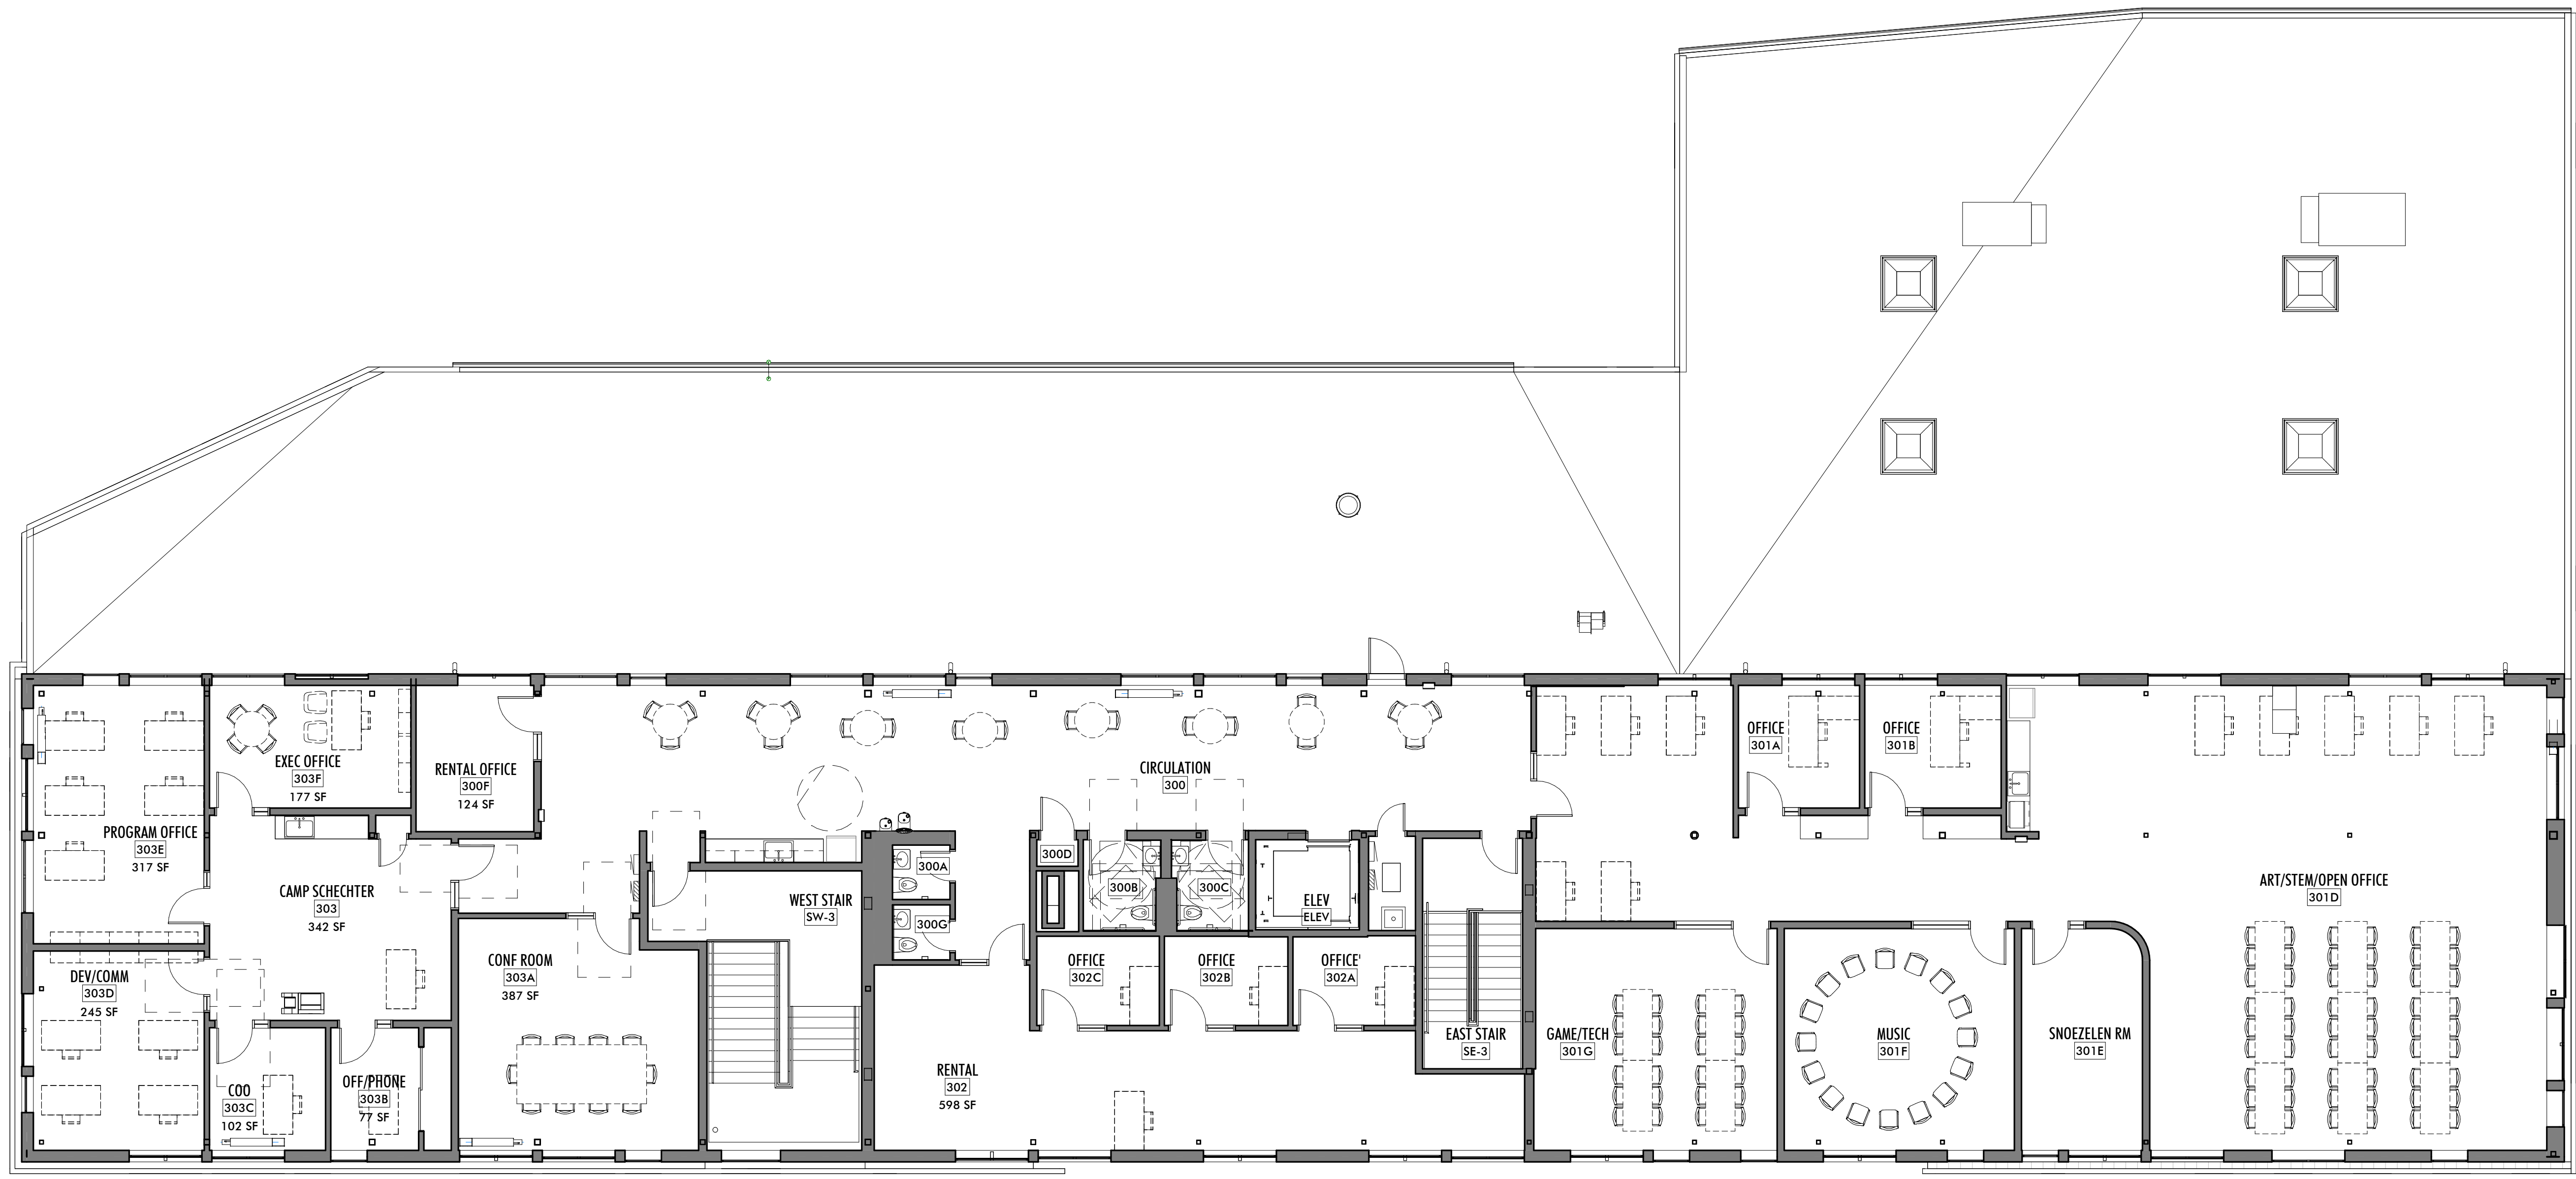 EXEC OFFICE
303F
177 SF
RENTAL OFFICE
300F
124 SF
PROGRAM OFFICE
303E
317 SF
CAMP SCHECHTER
303
342 SF
DEV/COMM
303D
245 SF
COO
303C
102 SF
OFF/PHONE
303B
77 SF
CONF ROOM
303A
387 SF
WEST STAIR
SW-3
CIRCULATION
300
300A
300G
300D
300B
300C
ELEV
ELEV
OFFICE
302C
OFFICE
302B
OFFICE'
302A
RENTAL
302
598 SF
EAST STAIR
SE-3
OFFICE
301A
OFFICE
301B
GAME/TECH
301G
MUSIC
301F
SNOEZELEN RM
301E
ART/STEM/OPEN OFFICE
301D